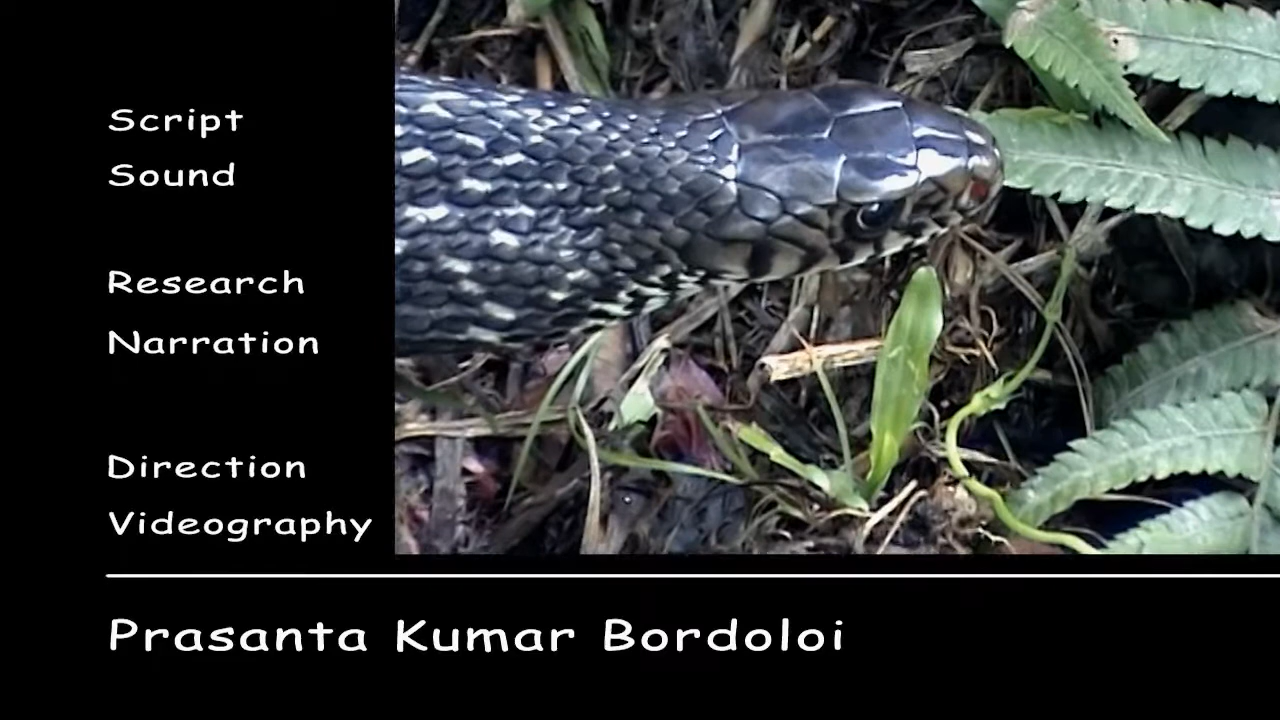 Script
Sound
Research
Narration
Direction
Videography
Prasanta Kumar Bordoloi